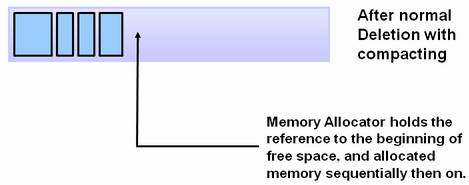 After normal
Deletion with
compacting
Memory Allocator holds the
reference to the beginning of
free space, and allocated
memory sequentially then on.